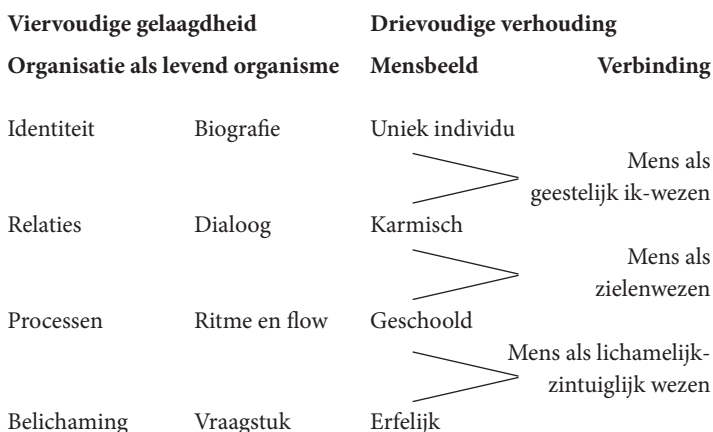 Viervoudige gelaagdheid Drievoudige verhouding
Organisatie als levend organisme Mensbeeld Verbinding
Identiteit Biografie Uniek individu
Mens als
geestelijk ik-wezen
Relaties Dialoog Karmisch
Mens als
zielenwezen
Processen Ritme en flow Geschoold
Mens als lichamelijk-
zintuiglijk wezen
Belichaming Vraagstuk Erfelijk